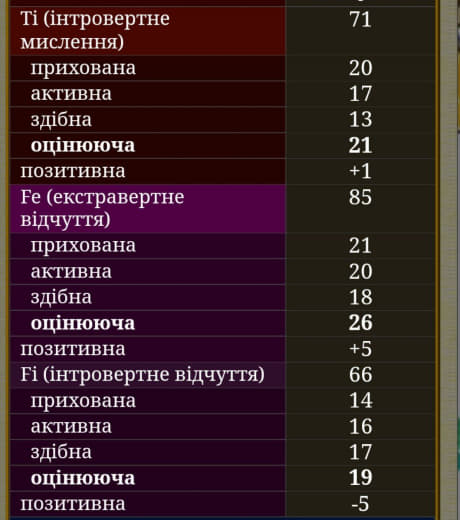 Ti (інтровертне 71
мислення)
прихована 20
активна 17
здібна 13
оцінююча 21
позитивна +1
Fe (екстравертне 85
відчуття)
прихована 21
активна 20
здібна 18
оцінююча 26
позитивна +5
Fi (інтровертне відчуття) 66
прихована 14
активна 16
здібна 17
оцінююча 19
позитивна -5